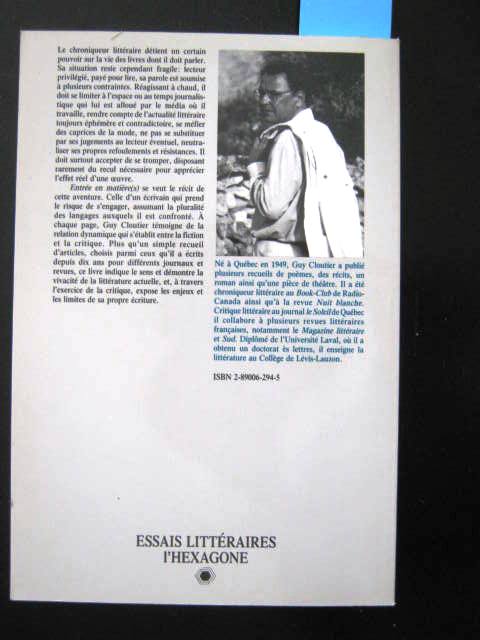 Le chroniqueur littéraire détient un certain
pouvoir sur la vie des livres dont il doit parler.
Sa situation reste cependant fragile: lecteur
privilégié, payé pour lire, sa parole est soumise
à plusieurs contraintes. Réagissant à chaud, il
doit se limiter à l'espace ou au temps journalis-
tique qui lui est alloué par le média où il
travaille, rendre compte de l'actualité littéraire
toujours éphémère et contradictoire, se méfier
des caprices de la mode, ne pas se substituer
par ses jugements au lecteur éventuel, neutra-
liser ses propres refoulements et résistances. Il
doit surtout accepter de se tromper, disposant
rarement du recul nécessaire pour apprécier
l'effet réel d'une œuvre.
Entrée en matière(s) se veut le récit de
cette aventure. Celle d'un écrivain qui prend
le risque de s'engager, assumant la pluralité
des langages auxquels il est confronté. À
chaque page, Guy Cloutier témoigne de la
relation dynamique qui s'établit entre la fiction
et la critique. Plus qu'un simple recueil
d'articles, choisis parmi ceux qu'il a écrits
depuis dix ans pour différents journaux et
revues, ce livre indique le sens et démontre la
vivacité de la littérature actuelle, et, à travers
l'exercice de la critique, expose les enjeux et
les limites de sa propre écriture.
Né à Québec en 1949, Guy Cloutier a publié
plusieurs recueils de poèmes, des récits, un
roman ainsi qu'une pièce de théâtre. Il a été
chroniqueur littéraire au Book-Club de Radio-
Canada ainsi qu'à la revue Nuit blanche.
Critique littéraire au journal le Soleil de Québec
il collabore à plusieurs revues littéraires
françaises, notamment le Magazine littéraire
et Sud. Diplômé de l'Université Laval, où il a
obtenu un doctorat ès lettres, il enseigne la
littérature au Collège de Lévis-Lauzon.
ISBN 2-89006-294-5
ESSAIS LITTÉRAIRES
l'HEXAGONE